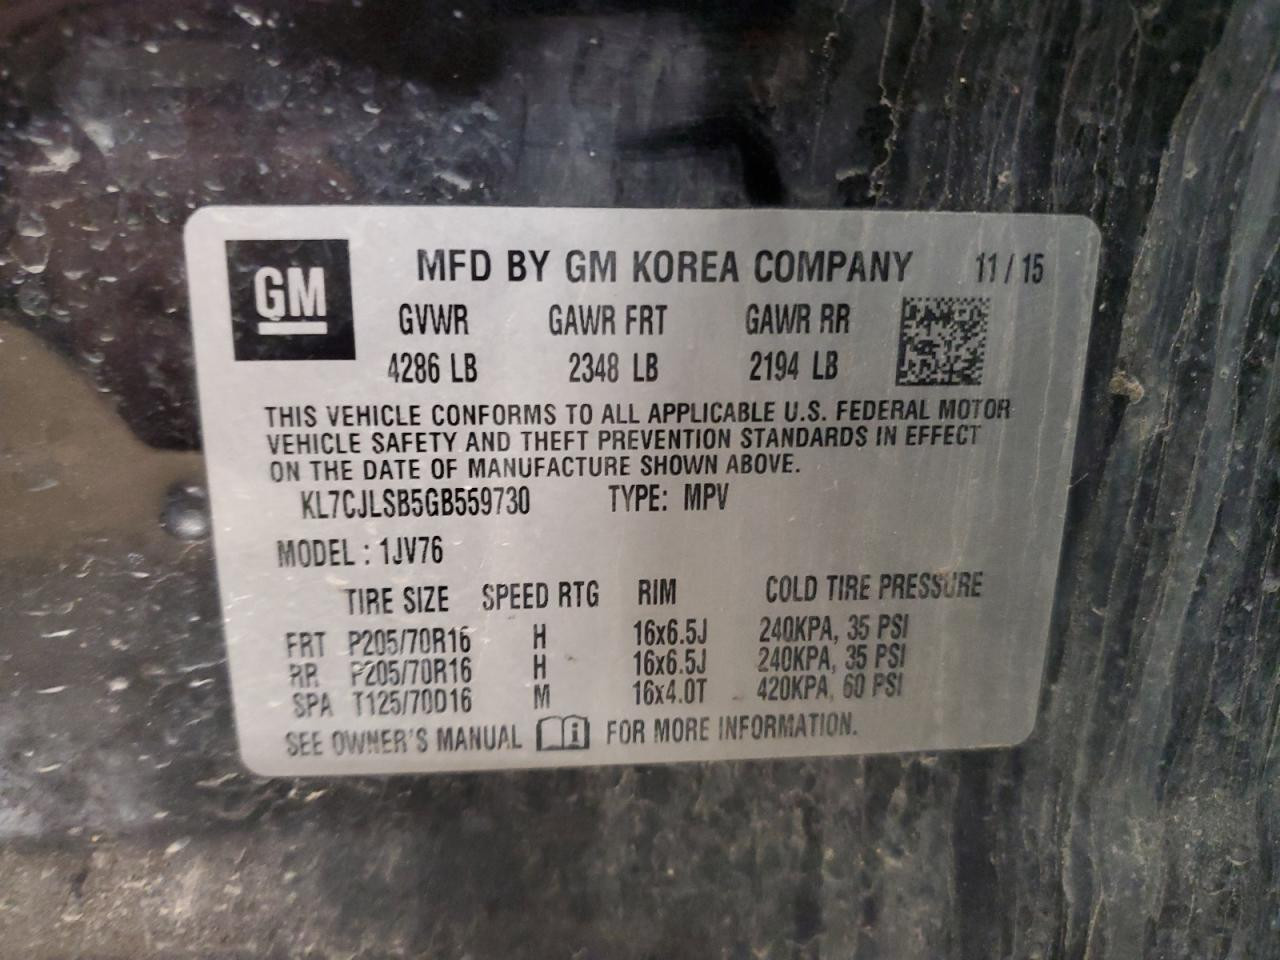 GM
MFD BY GM KOREA COMPANY 11/15
GVWR GAWR FRT GAWR RR
4286 LB 2348 LB 2194 LB
THIS VEHICLE CONFORMS TO ALL APPLICABLE U.S. FEDERAL MOTOR
VEHICLE SAFETY AND THEFT PREVENTION STANDARDS IN EFFECT
ON THE DATE OF MANUFACTURE SHOWN ABOVE.
KL7CJLSB5GB559730 TYPE: MPV
MODEL : 1JV76
TIRE SIZE SPEED RTG RIM COLD TIRE PRESSURE
FRT P205/70R16 H 16x6.5J 240KPA, 35 PSI
RR P205/70R16 H 16x6.5J 240KPA, 35 PSI
SPA T125/70D16 M 16x4.0T 420KPA, 60 PSI
SEE OWNER'S MANUAL i FOR MORE INFORMATION.